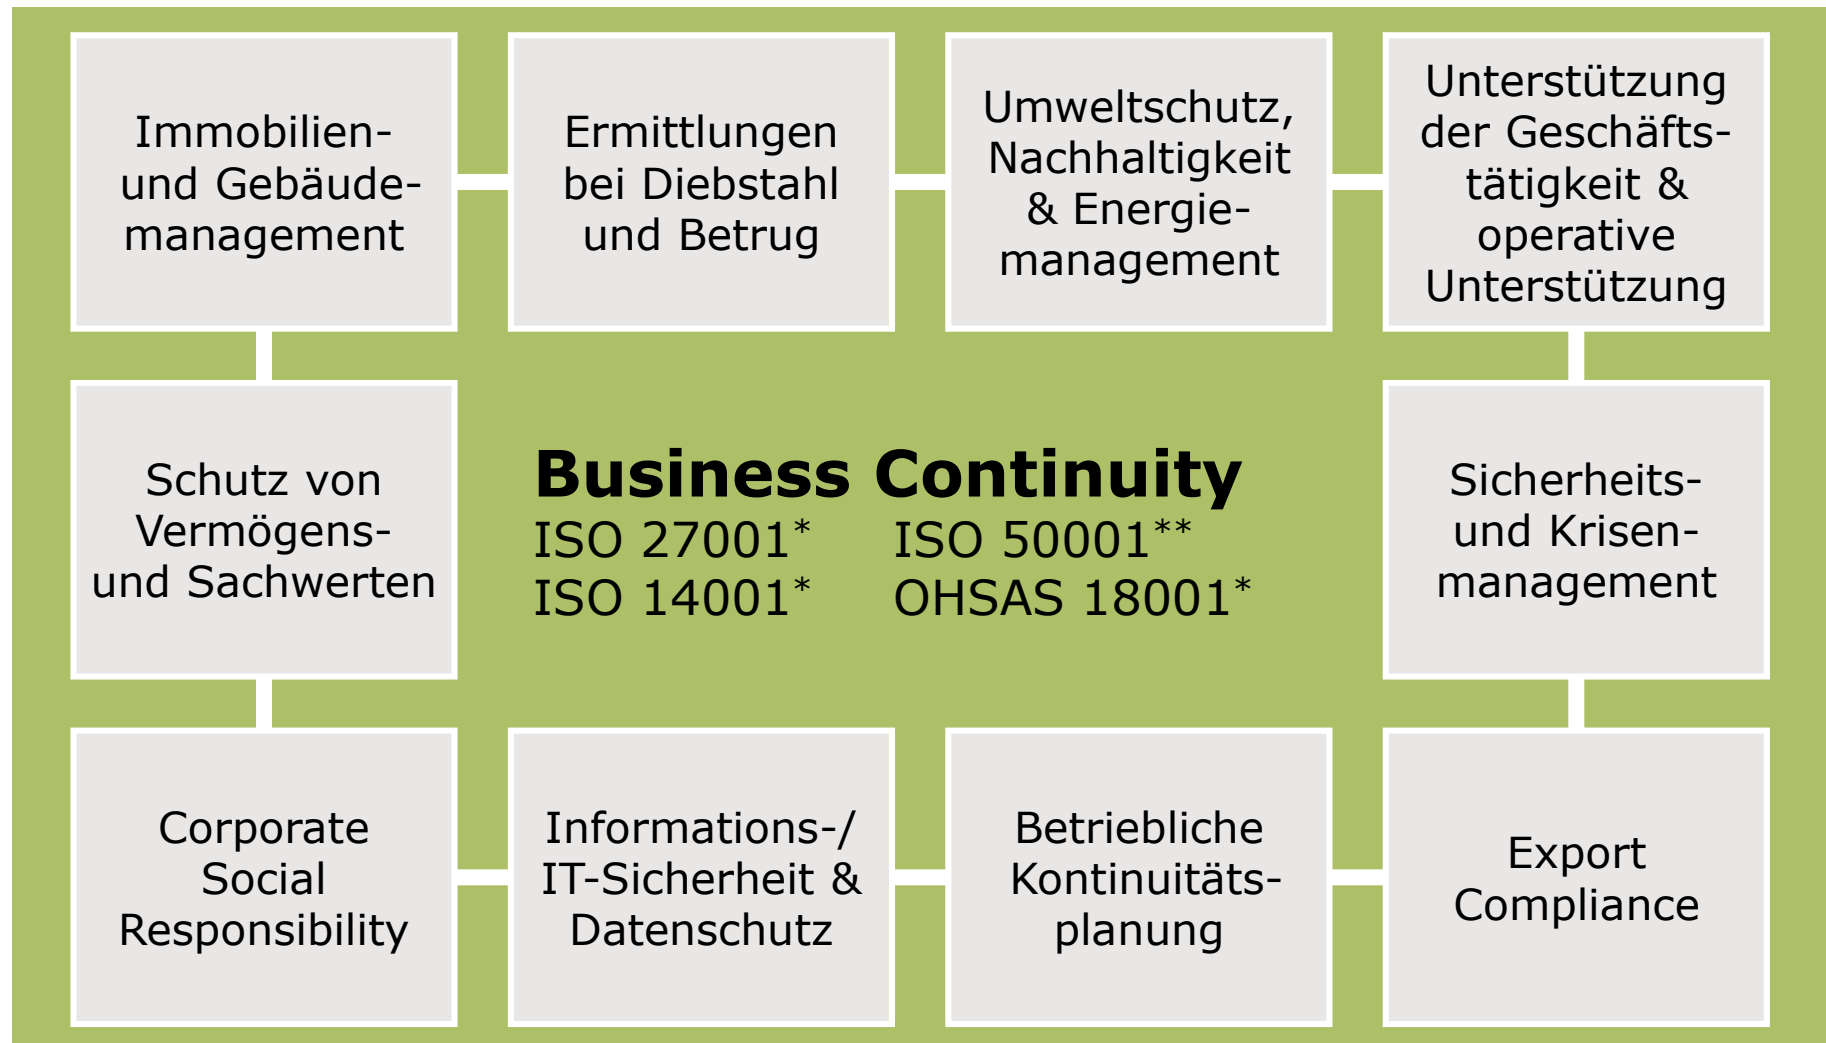 Immobilien-
und Gebäude-
management
Ermittlungen
bei Diebstahl
und Betrug
Umweltschutz,
Nachhaltigkeit
& Energie-
management
Unterstützung
der Geschäfts-
tätigkeit &
operative
Unterstützung
Schutz von
Vermögens-
und Sachwerten
Business Continuity
ISO 27001* ISO 50001**
ISO 14001* OHSAS 18001*
Sicherheits-
und Krisen-
management
Corporate
Social
Responsibility
Informations-/
IT-Sicherheit &
Datenschutz
Betriebliche
Kontinuitäts-
planung
Export
Compliance